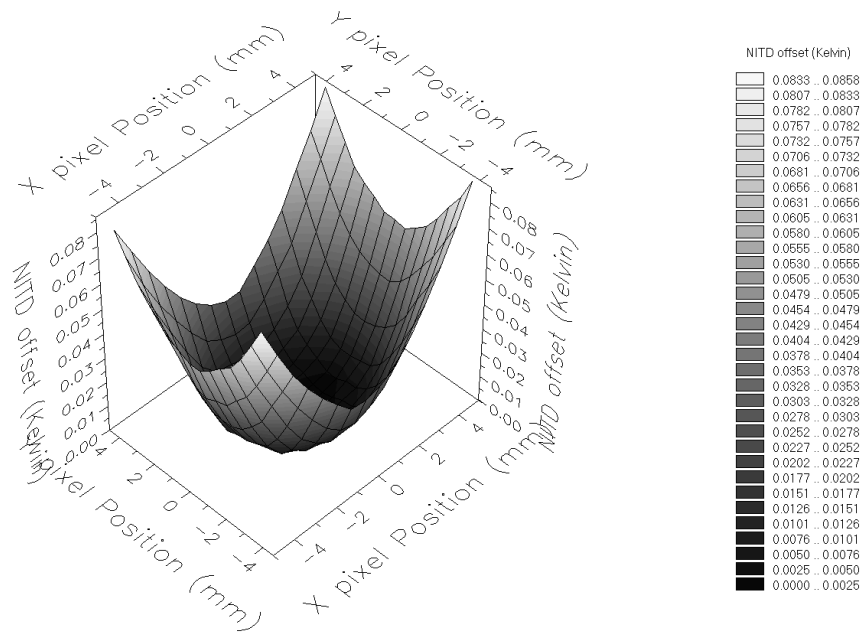 X pixel Position (mm)
-4 -2 0 2 4
Y pixel Position (mm)
4 2 0 -2 -4
NITD offset (Kelvin)
0.08
0.07
0.06
0.05
0.04
0.03
0.02
0.01
0.00
NITD offset (Kelvin)
0.08
0.07
0.06
0.05
0.04
0.03
0.02
0.01
0.00
Y pixel Position (mm)
4 2 0 -2 -4
X pixel Position (mm)
-4 -2 0 2 4
NITD offset (Kelvin)
0.0833 .. 0.0858
0.0807 .. 0.0833
0.0782 .. 0.0807
0.0757 .. 0.0782
0.0732 .. 0.0757
0.0706 .. 0.0732
0.0681 .. 0.0706
0.0656 .. 0.0681
0.0631 .. 0.0656
0.0605 .. 0.0631
0.0580 .. 0.0605
0.0555 .. 0.0580
0.0530 .. 0.0555
0.0505 .. 0.0530
0.0479 .. 0.0505
0.0454 .. 0.0479
0.0429 .. 0.0454
0.0404 .. 0.0429
0.0378 .. 0.0404
0.0353 .. 0.0378
0.0328 .. 0.0353
0.0303 .. 0.0328
0.0278 .. 0.0303
0.0252 .. 0.0278
0.0227 .. 0.0252
0.0202 .. 0.0227
0.0177 .. 0.0202
0.0151 .. 0.0177
0.0126 .. 0.0151
0.0101 .. 0.0126
0.0076 .. 0.0101
0.0050 .. 0.0076
0.0025 .. 0.0050
0.0000 .. 0.0025